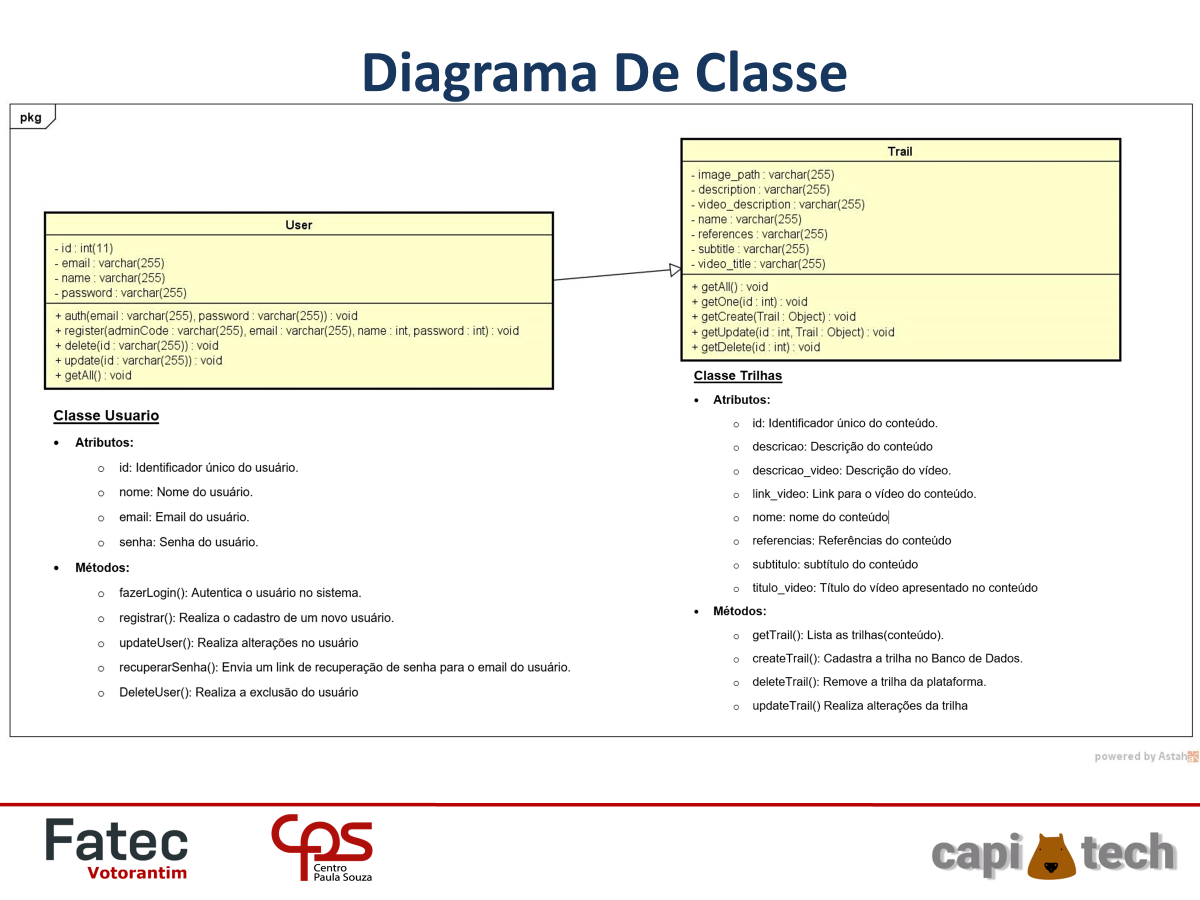 Diagrama De Classe
pkg
User
- id : int(11)
- email : varchar(255)
- name : varchar(255)
- password : varchar(255)
+ auth(email : varchar(255), password : varchar(255)) : void
+ register(adminCode : varchar(255), email : varchar(255), name : int, password : int) : void
+ delete(id : varchar(255)) : void
+ update(id : varchar(255)) : void
+ getAll() : void
Classe Usuario
• Atributos:
o id: Identificador único do usuário.
o nome: Nome do usuário.
o email: Email do usuário.
o senha: Senha do usuário.
• Métodos:
o fazerLogin(): Autentica o usuário no sistema.
o registrar(): Realiza o cadastro de um novo usuário.
o updateUser(): Realiza alterações no usuário
o recuperarSenha(): Envia um link de recuperação de senha para o email do usuário.
o DeleteUser(): Realiza a exclusão do usuário
Trail
- image_path : varchar(255)
- description : varchar(255)
- video_description : varchar(255)
- name : varchar(255)
- references : varchar(255)
- subtitle : varchar(255)
- video_title : varchar(255)
+ getAll() : void
+ getOne(id : int) : void
+ getCreate(Trail : Object) : void
+ getUpdate(id : int, Trail : Object) : void
+ getDelete(id : int) : void
Classe Trilhas
• Atributos:
o id: Identificador único do conteúdo.
o descricao: Descrição do conteúdo
o descricao_video: Descrição do vídeo.
o link_video: Link para o vídeo do conteúdo.
o nome: nome do conteúdo
o referencias: Referências do conteúdo
o subtitulo: subtítulo do conteúdo
o titulo_video: Título do vídeo apresentado no conteúdo
• Métodos:
o getTrail(): Lista as trilhas(conteúdo).
o createTrail(): Cadastra a trilha no Banco de Dados.
o deleteTrail(): Remove a trilha da plataforma.
o updateTrail() Realiza alterações da trilha
powered by Astah
Fatec
Votorantim
cps
Centro
Paula Souza
capi tech